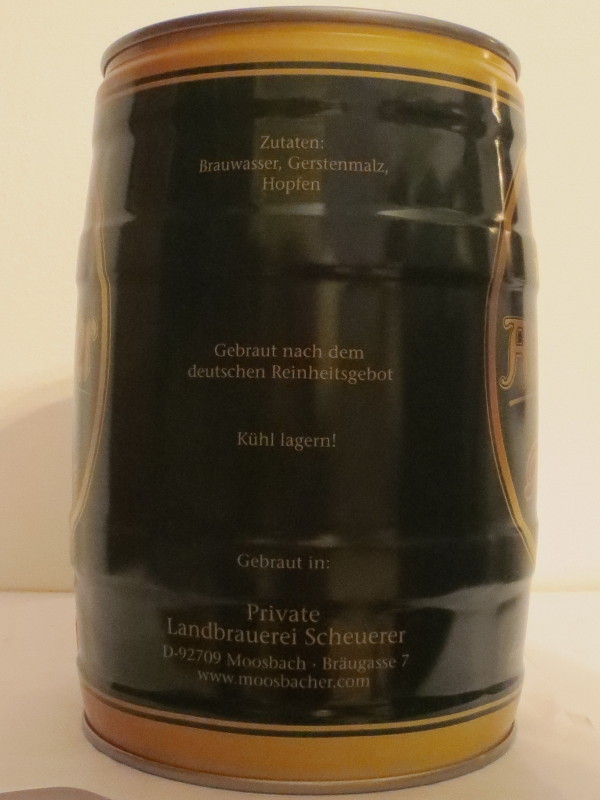 Zutaten:
Brauwasser, Gerstenmalz,
Hopfen
Gebraut nach dem
deutschen Reinheitsgebot
Kühl lagern!
Gebraut in:
Private
Landbrauerei Scheuerer
D-92709 Moosbach · Bräugasse 7
www.moosbacher.com